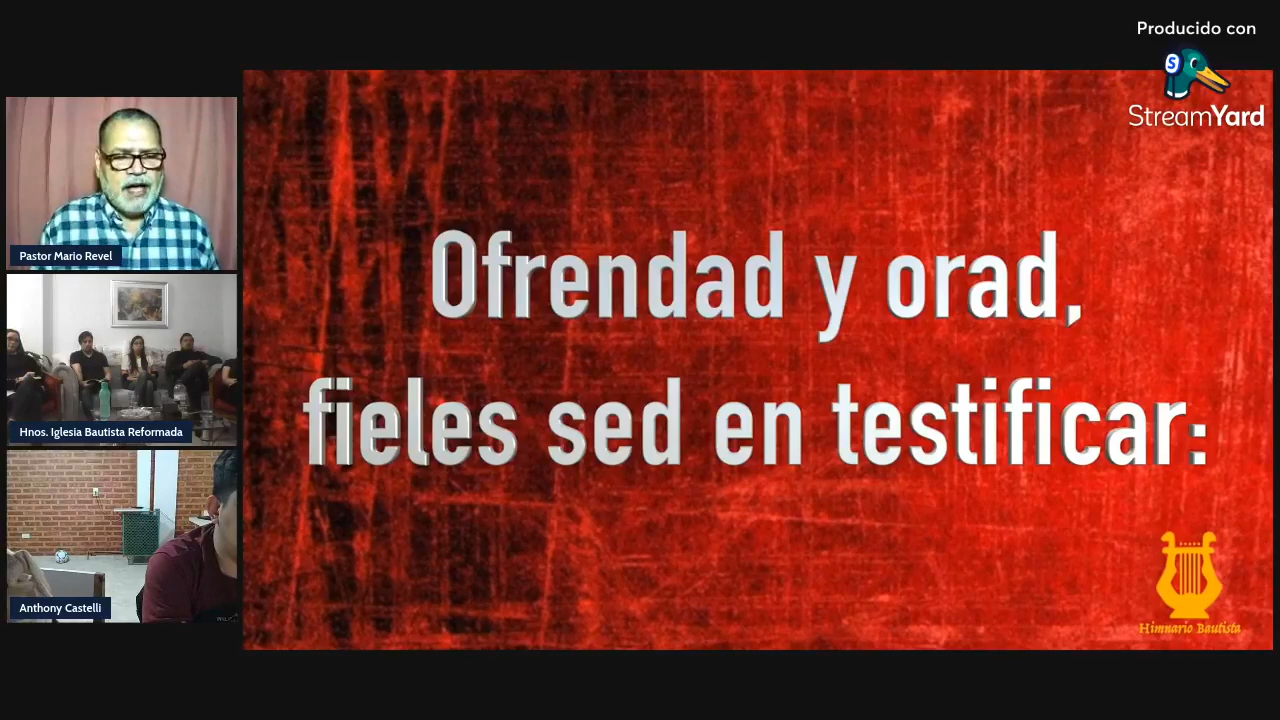 Producido con
StreamYard
Pastor Mario Revel
Hnos. Iglesia Bautista Reformada
Anthony Castelli
Ofrendad y orad,
fieles sed en testificar:
Himnario Bautista